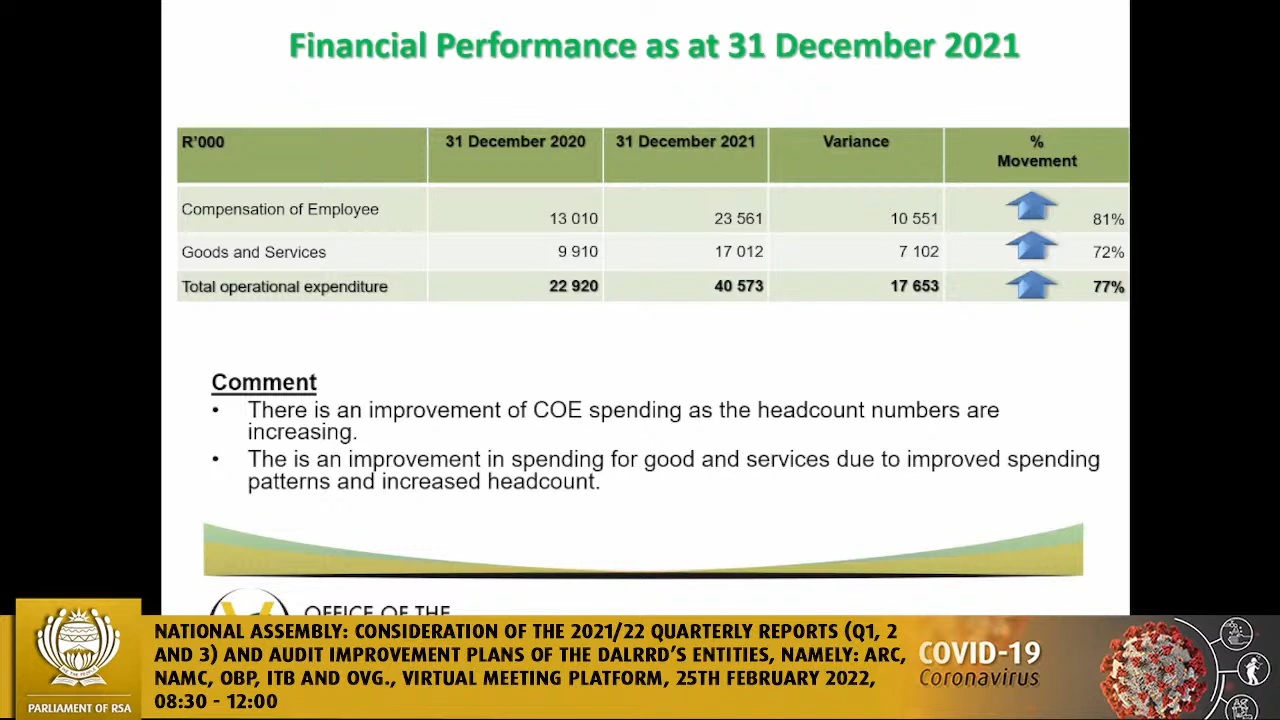 Financial Performance as at 31 December 2021
R'000 31 December 2020 31 December 2021 Variance %
Movement
Compensation of Employee 13 010 23 561 10 551 81%
Goods and Services 9 910 17 012 7 102 72%
Total operational expenditure 22 920 40 573 17 653 77%
Comment
• There is an improvement of COE spending as the headcount numbers are
increasing.
• The is an improvement in spending for good and services due to improved spending
patterns and increased headcount.
OFFICE OF THE
NATIONAL ASSEMBLY: CONSIDERATION OF THE 2021/22 QUARTERLY REPORTS (Q1, 2
AND 3) AND AUDIT IMPROVEMENT PLANS OF THE DALRRD'S ENTITIES, NAMELY: ARC,
NAMC, OBP, ITB AND OVG., VIRTUAL MEETING PLATFORM, 25TH FEBRUARY 2022,
08:30 - 12:00
PARLIAMENT OF RSA
COVID-19
Coronavirus